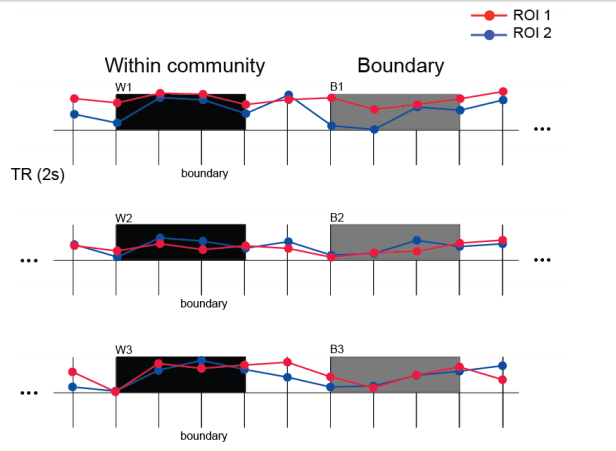 ROI 1
ROI 2
Within community
Boundary
W1
B1
...
TR (2s)
boundary
W2
B2
...
...
boundary
W3
B3
...
boundary